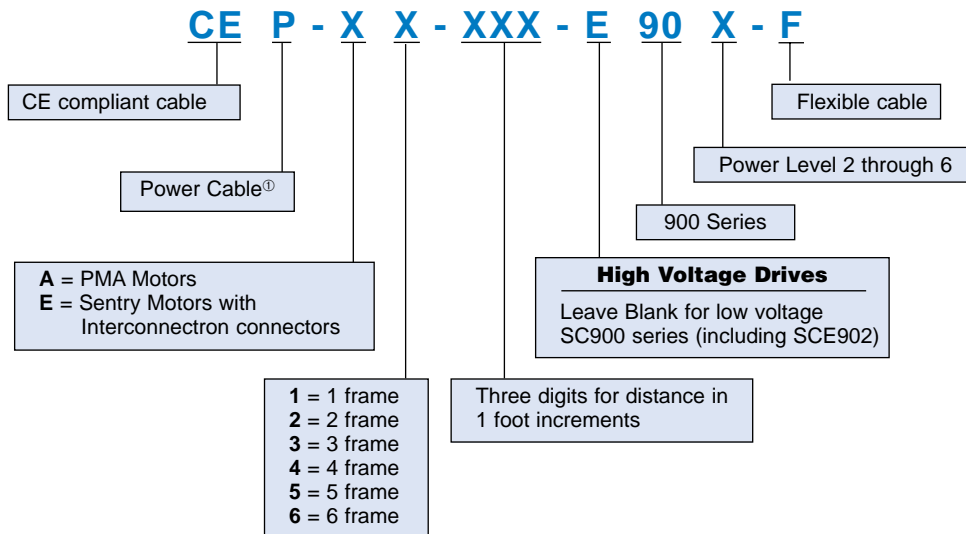 CE P - X X - XXX - E 90 X - F
CE compliant cable
Flexible cable
Power Level 2 through 6
Power Cable①
900 Series
A = PMA Motors
E = Sentry Motors with
Interconnectron connectors
High Voltage Drives
Leave Blank for low voltage
SC900 series (including SCE902)
1 = 1 frame
2 = 2 frame
3 = 3 frame
4 = 4 frame
5 = 5 frame
6 = 6 frame
Three digits for distance in
1 foot increments